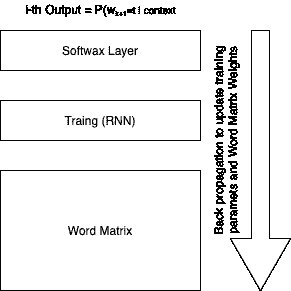 i-th Output = P(wₖ₊₁=t | context
Softwax Layer
Traing (RNN)
Word Matrix
Back propagation to update training
paramets and Word Matrix Weights